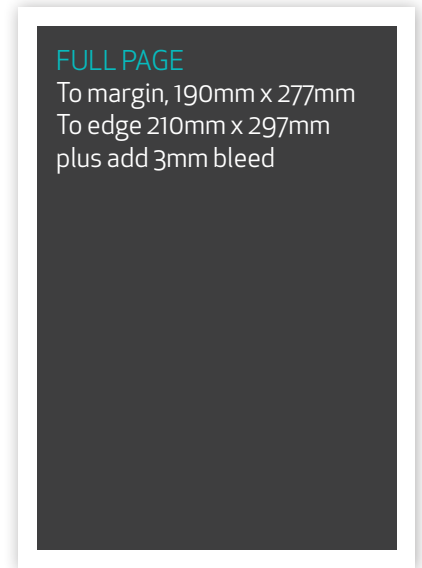 FULL PAGE
To margin, 190mm x 277mm
To edge 210mm x 297mm
plus add 3mm bleed